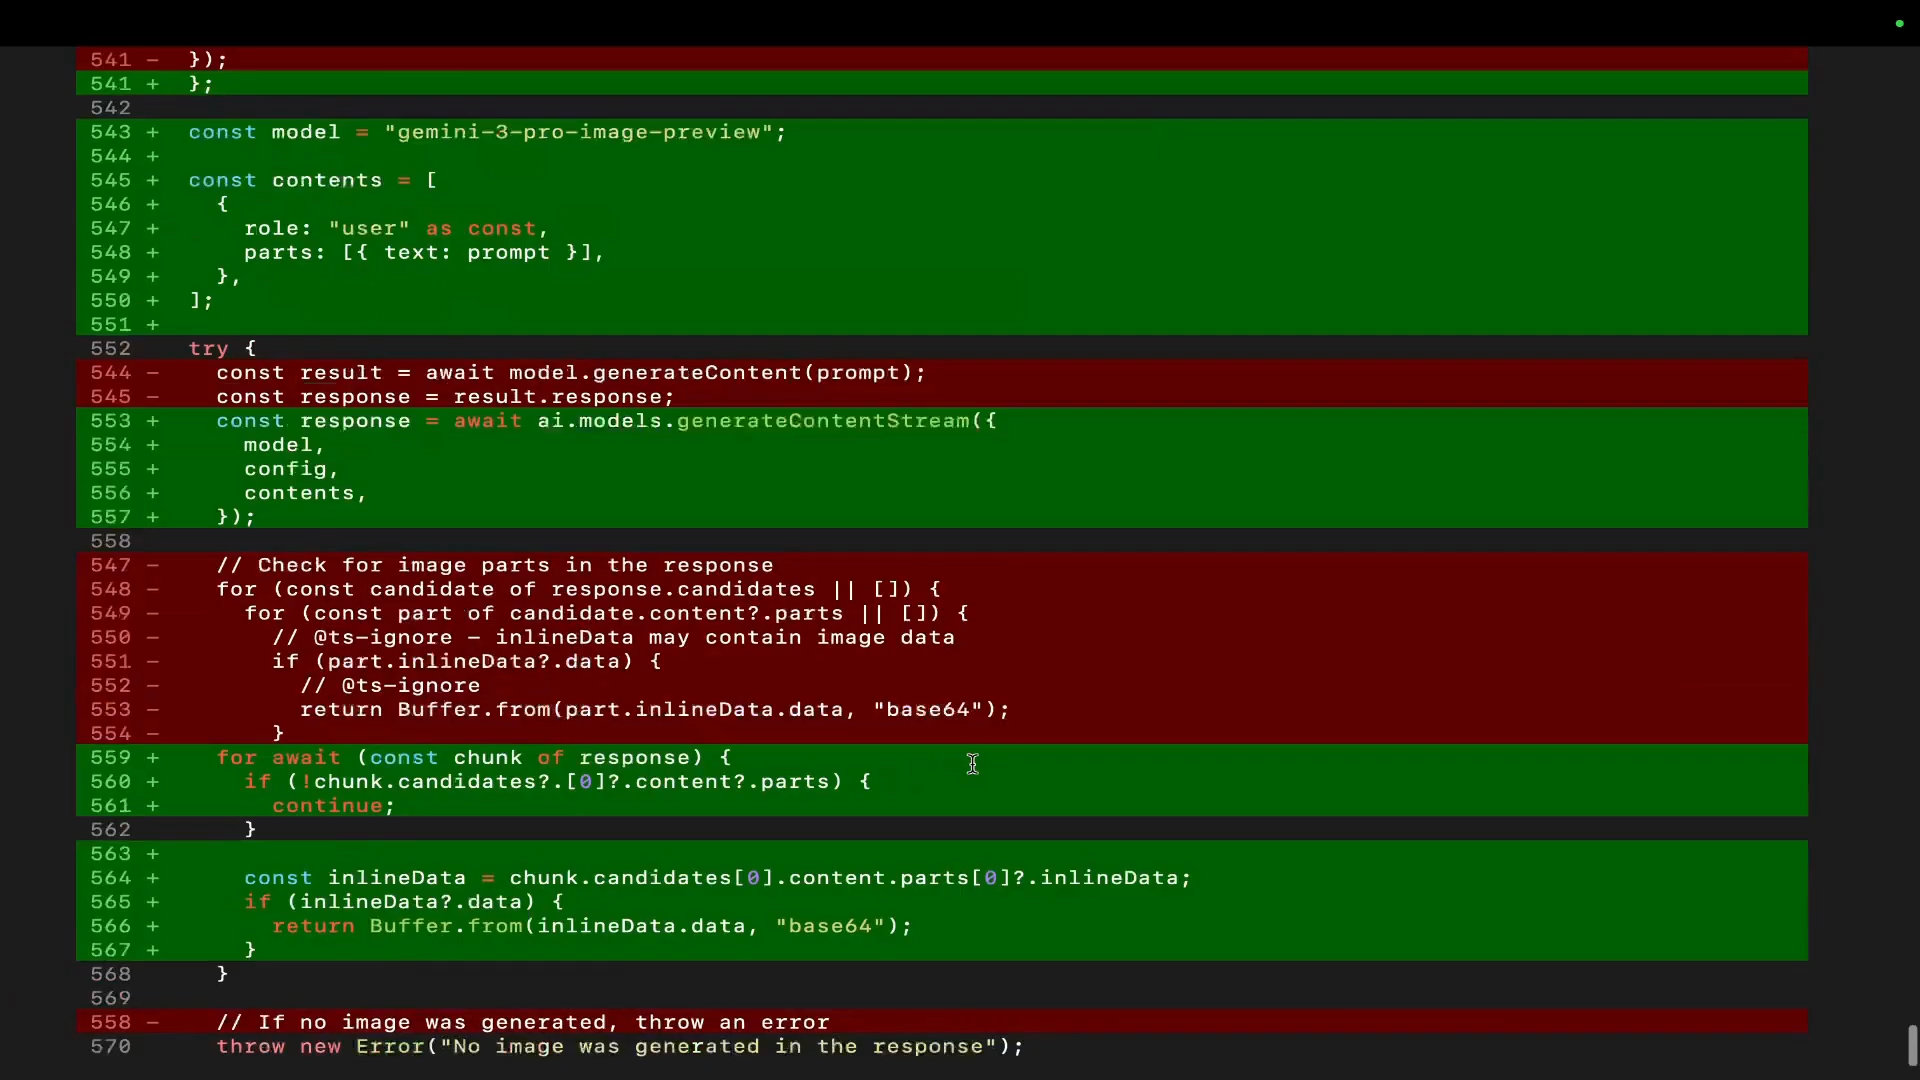 541 -  });
541 +  };
542
543 +  const model = "gemini-3-pro-image-preview";
544 +
545 +  const contents = [
546 +    {
547 +      role: "user" as const,
548 +      parts: [{ text: prompt }],
549 +    },
550 +  ];
551 +
552    try {
544 -    const result = await model.generateContent(prompt);
545 -    const response = result.response;
553 +    const response = await ai.models.generateContentStream({
554 +      model,
555 +      config,
556 +      contents,
557 +    });
558
547 -    // Check for image parts in the response
548 -    for (const candidate of response.candidates || []) {
549 -      for (const part of candidate.content?.parts || []) {
550 -        // @ts-ignore - inlineData may contain image data
551 -        if (part.inlineData?.data) {
552 -          // @ts-ignore
553 -          return Buffer.from(part.inlineData.data, "base64");
554 -        }
559 +    for await (const chunk of response) {
560 +      if (!chunk.candidates?.[0]?.content?.parts) {
561 +        continue;
562        }
563 +
564 +      const inlineData = chunk.candidates[0].content.parts[0]?.inlineData;
565 +      if (inlineData?.data) {
566 +        return Buffer.from(inlineData.data, "base64");
567 +      }
568      }
569
558 -    // If no image was generated, throw an error
570      throw new Error("No image was generated in the response");